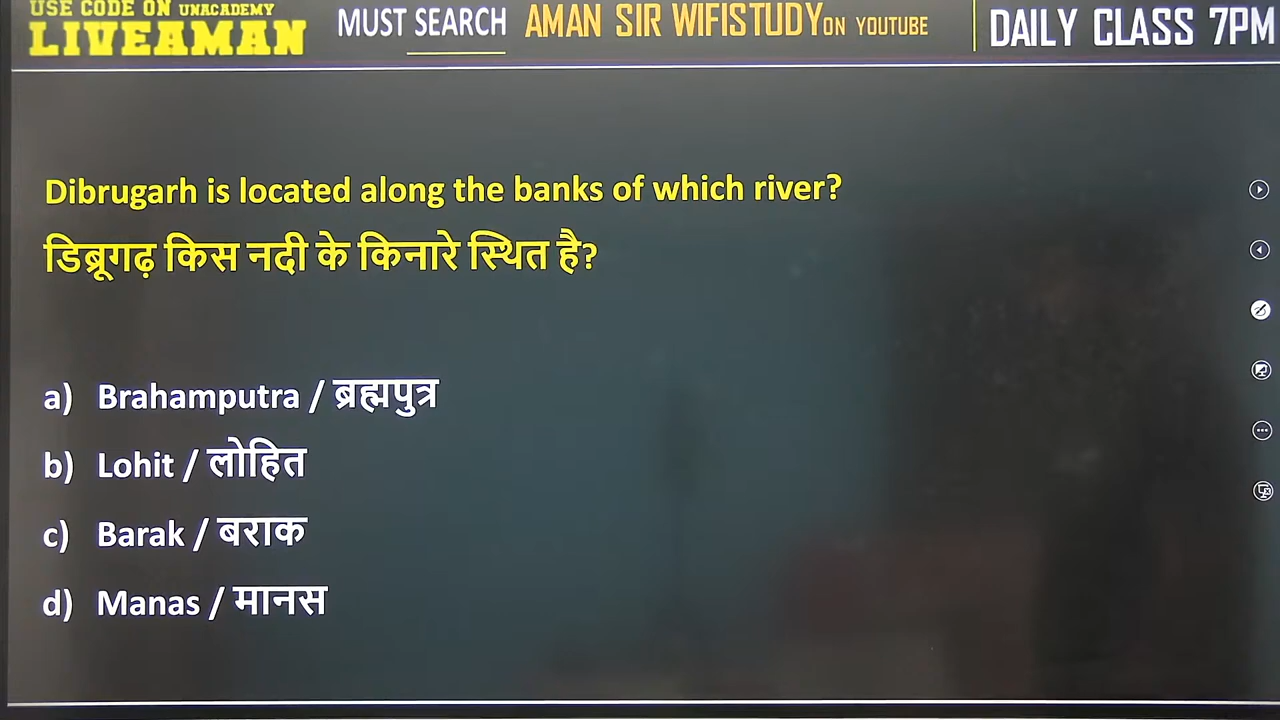 USE CODE ON UNACADEMY
LIVEAMAN
MUST SEARCH AMAN SIR WIFISTUDY ON YOUTUBE
DAILY CLASS 7PM
Dibrugarh is located along the banks of which river?
डिब्रूगढ़ किस नदी के किनारे स्थित है?
a) Brahamputra / ब्रह्मपुत्र
b) Lohit / लोहित
c) Barak / बराक
d) Manas / मानस